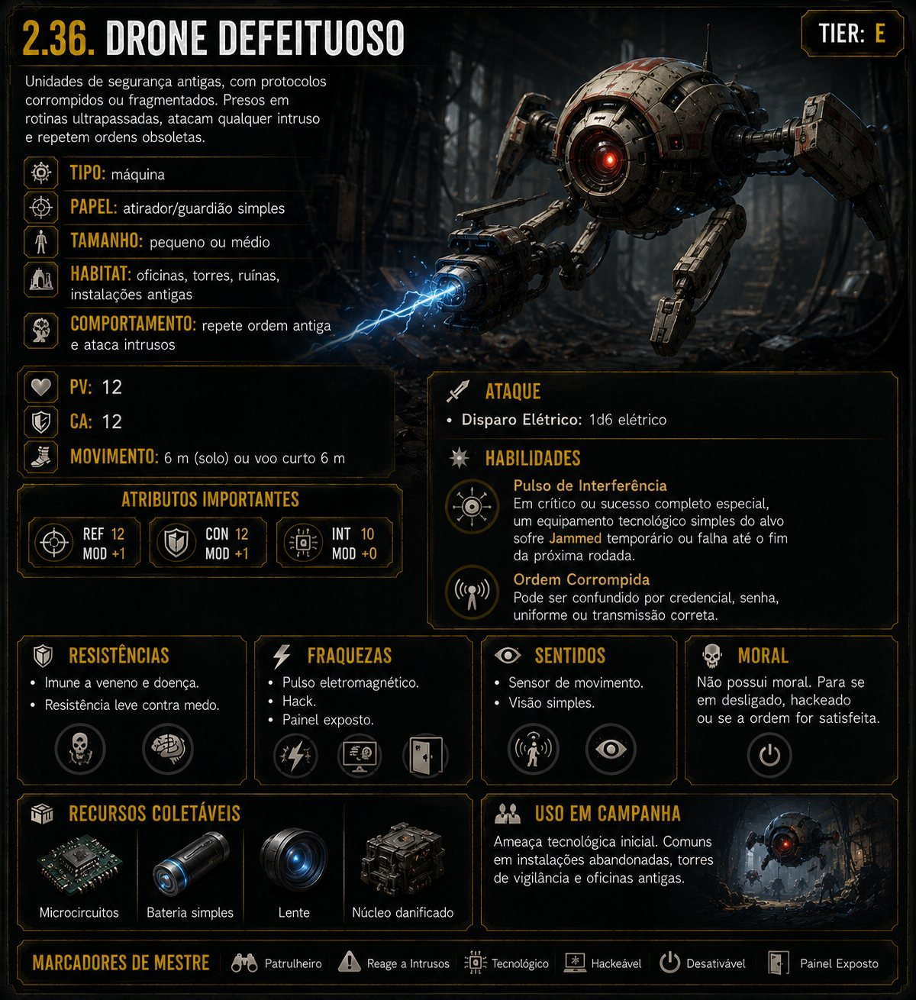 2.36. DRONE DEFEITUOSO
TIER: E
Unidades de segurança antigas, com protocolos
corrompidos ou fragmentados. Presos em
rotinas ultrapassadas, atacam qualquer intruso
e repetem ordens obsoletas.
TIPO: máquina
PAPEL: atirador/guardião simples
TAMANHO: pequeno ou médio
HABITAT: oficinas, torres, ruínas,
instalações antigas
COMPORTAMENTO: repete ordem antiga
e ataca intrusos
PV: 12
CA: 12
MOVIMENTO: 6 m (solo) ou voo curto 6 m
ATRIBUTOS IMPORTANTES
REF 12
MOD +1
CON 12
MOD +1
INT 10
MOD +0
ATAQUE
• Disparo Elétrico: 1d6 elétrico
HABILIDADES
Pulso de Interferência
Em crítico ou sucesso completo especial,
um equipamento tecnológico simples do alvo
sofre Jammed temporário ou falha até o fim
da próxima rodada.
Ordem Corrompida
Pode ser confundido por credencial, senha,
uniforme ou transmissão correta.
RESISTÊNCIAS
• Imune a veneno e doença.
• Resistência leve contra medo.
FRAQUEZAS
• Pulso eletromagnético.
• Hack.
• Painel exposto.
SENTIDOS
• Sensor de movimento.
• Visão simples.
MORAL
Não possui moral. Para se
em desligado, hackeado
ou se a ordem for satisfeita.
RECURSOS COLETÁVEIS
Microcircuitos
Bateria simples
Lente
Núcleo danificado
USO EM CAMPANHA
Ameaça tecnológica inicial. Comuns
em instalações abandonadas, torres
de vigilância e oficinas antigas.
MARCADORES DE MESTRE
Patrulheiro
Reage a Intrusos
Tecnológico
Hackeável
Desativável
Painel Exposto